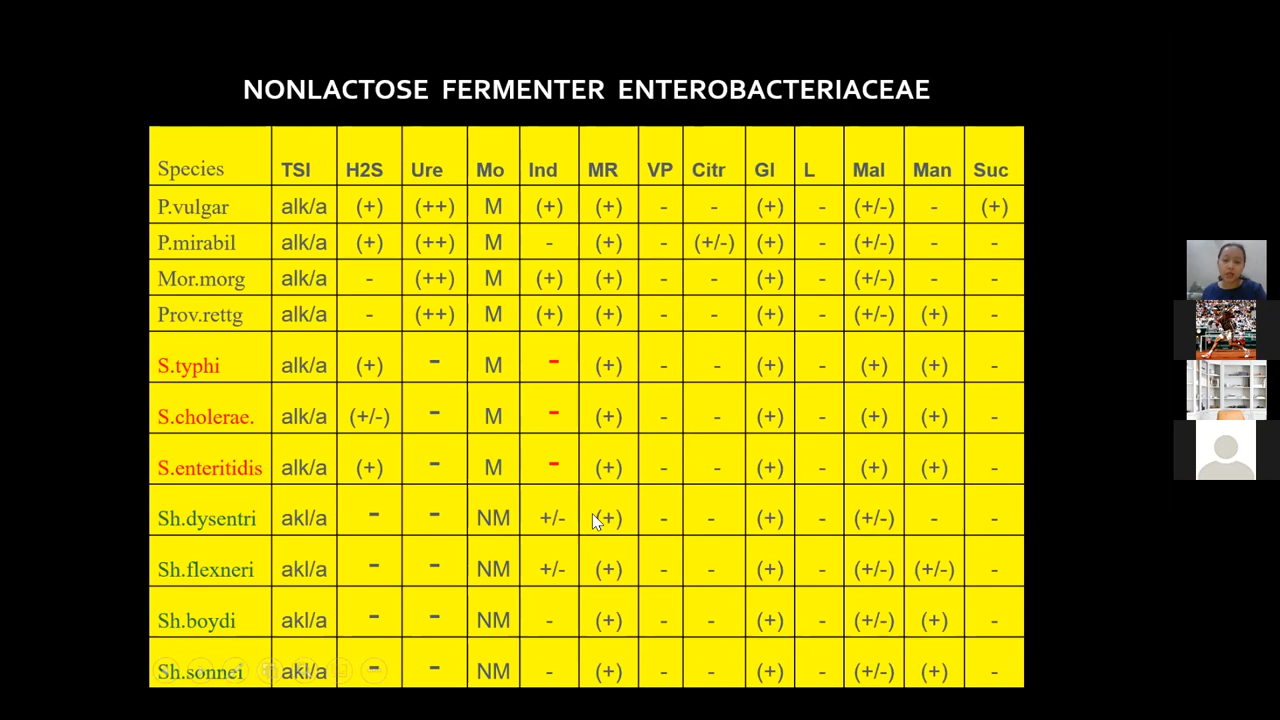 NONLACTOSE FERMENTER ENTEROBACTERIACEAE
Species TSI H2S Ure Mo Ind MR VP Citr Gl L Mal Man Suc
P.vulgar alk/a (+) (++) M (+) (+) - - (+) - (+/-) - (+)
P.mirabil alk/a (+) (++) M - (+) - (+/-) (+) - (+/-) - -
Mor.morg alk/a - (++) M (+) (+) - - (+) - (+/-) - -
Prov.rettg alk/a - (++) M (+) (+) - - (+) - (+/-) (+) -
S.typhi alk/a (+) - M - (+) - - (+) - (+) (+) -
S.cholerae. alk/a (+/-) - M - (+) - - (+) - (+) (+) -
S.enteritidis alk/a (+) - M - (+) - - (+) - (+) (+) -
Sh.dysentri akl/a - - NM +/- (+) - - (+) - (+/-) - -
Sh.flexneri akl/a - - NM +/- (+) - - (+) - (+/-) (+/-) -
Sh.boydi akl/a - - NM - (+) - - (+) - (+/-) (+) -
Sh.sonnei akl/a - - NM - (+) - - (+) - (+/-) (+) -